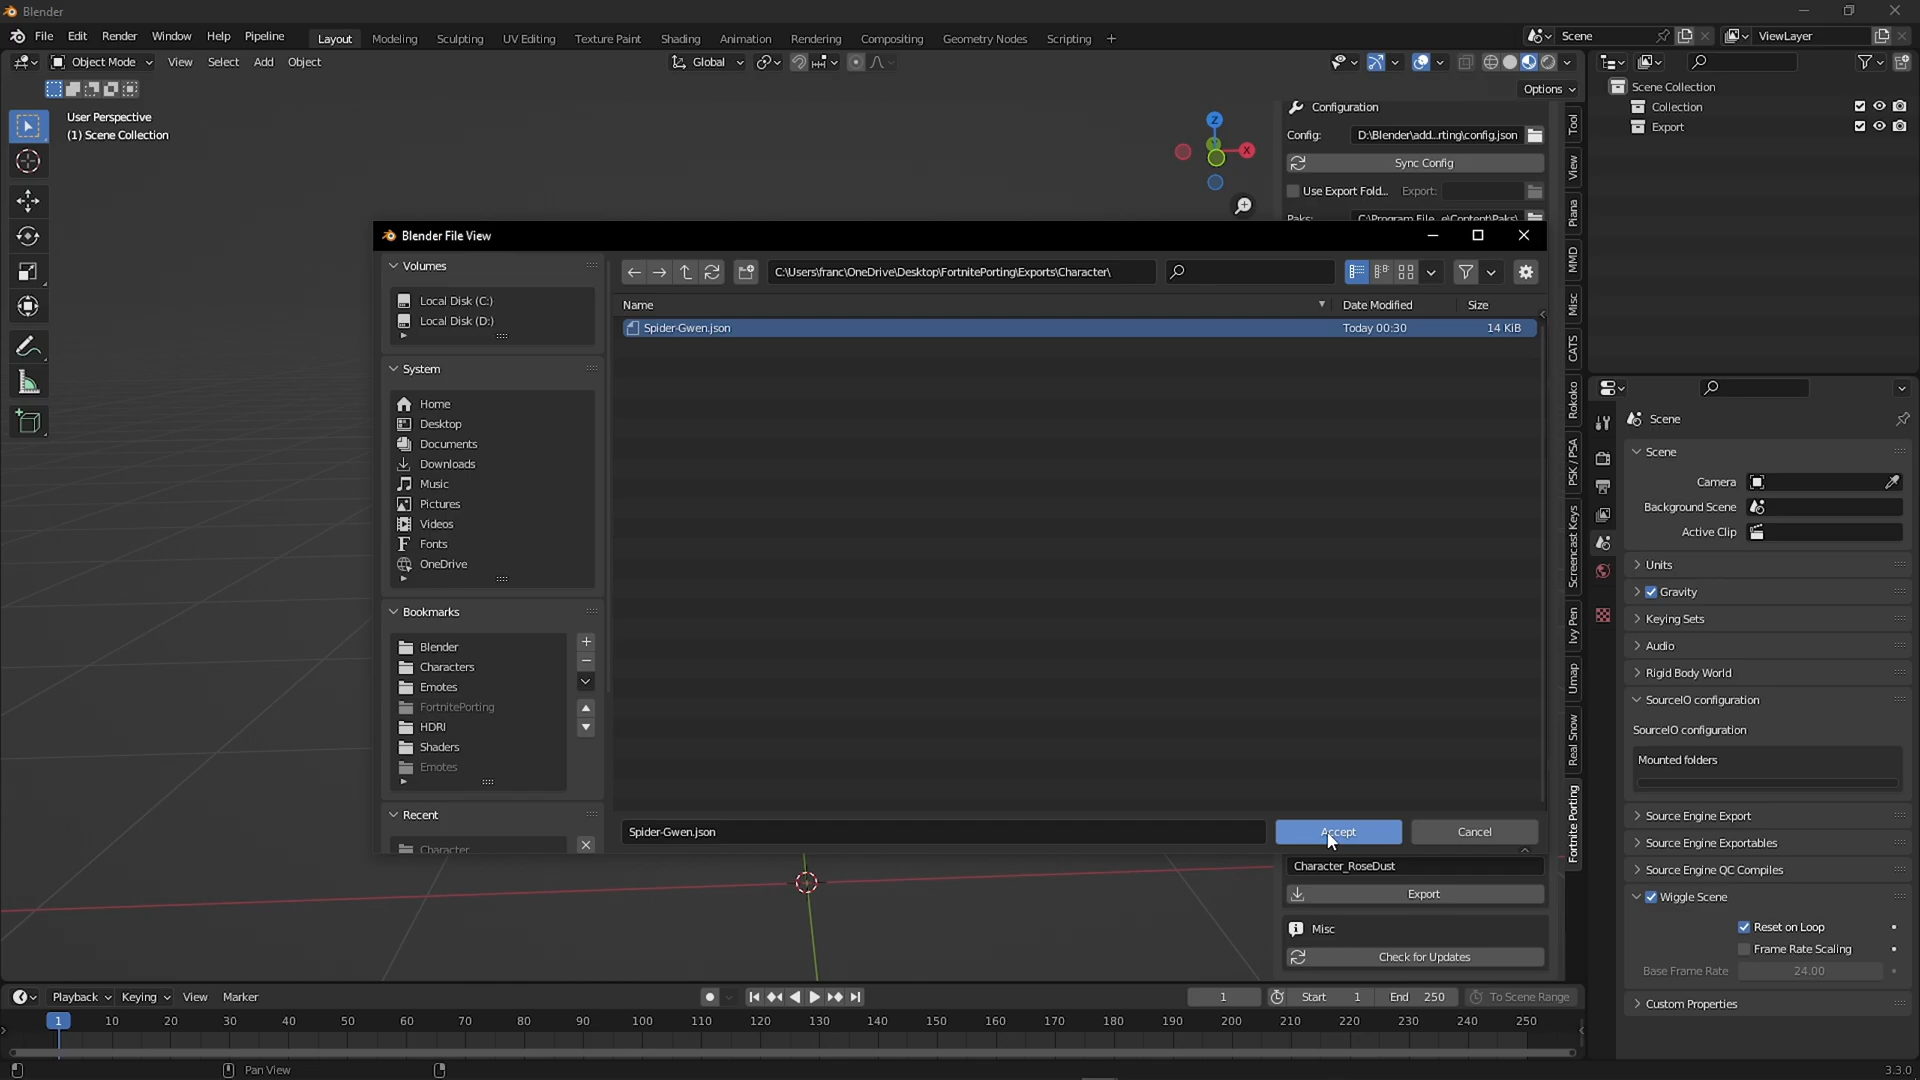 Blender
File Edit Render Window Help Pipeline Layout Modeling Sculpting UV Editing Texture Paint Shading Animation Rendering Compositing Geometry Nodes Scripting + Scene ViewLayer
Object Mode View Select Add Object Global
Options
User Perspective
(1) Scene Collection
Z
X
Configuration
Config: D:\Blender\add...rting\config.json
Sync Config
Use Export Fold... Export:
Paks: C:\Program File...e\Content\Paks\
Tool
View
Piana
MMD
Misc
CATS
Rokoko
PSK / PSA
Screencast Keys
Ivy Pen
Umap
Real Snow
Fortnite Porting
Blender File View
Volumes
Local Disk (C:)
Local Disk (D:)
System
Home
Desktop
Documents
Downloads
Music
Pictures
Videos
Fonts
OneDrive
Bookmarks
Blender
Characters
Emotes
FortnitePorting
HDRI
Shaders
Emotes
Recent
Character
C:\Users\franc\OneDrive\Desktop\FortnitePorting\Exports\Character\
Name Date Modified Size
Spider-Gwen.json Today 00:30 14 KiB
Spider-Gwen.json Accept Cancel
Character_RoseDust
Export
Misc
Check for Updates
Scene Collection
Collection
Export
Scene
Scene
Camera
Background Scene
Active Clip
Units
Gravity
Keying Sets
Audio
Rigid Body World
SourceIO configuration
SourceIO configuration
Mounted folders
Source Engine Export
Source Engine Exportables
Source Engine QC Compiles
Wiggle Scene
Reset on Loop
Frame Rate Scaling
Base Frame Rate 24.00
Custom Properties
Playback Keying View Marker 1 Start 1 End 250 To Scene Range
1 10 20 30 40 50 60 70 80 90 100 110 120 130 140 150 160 170 180 190 200 210 220 230 240 250
Pan View 3.3.0